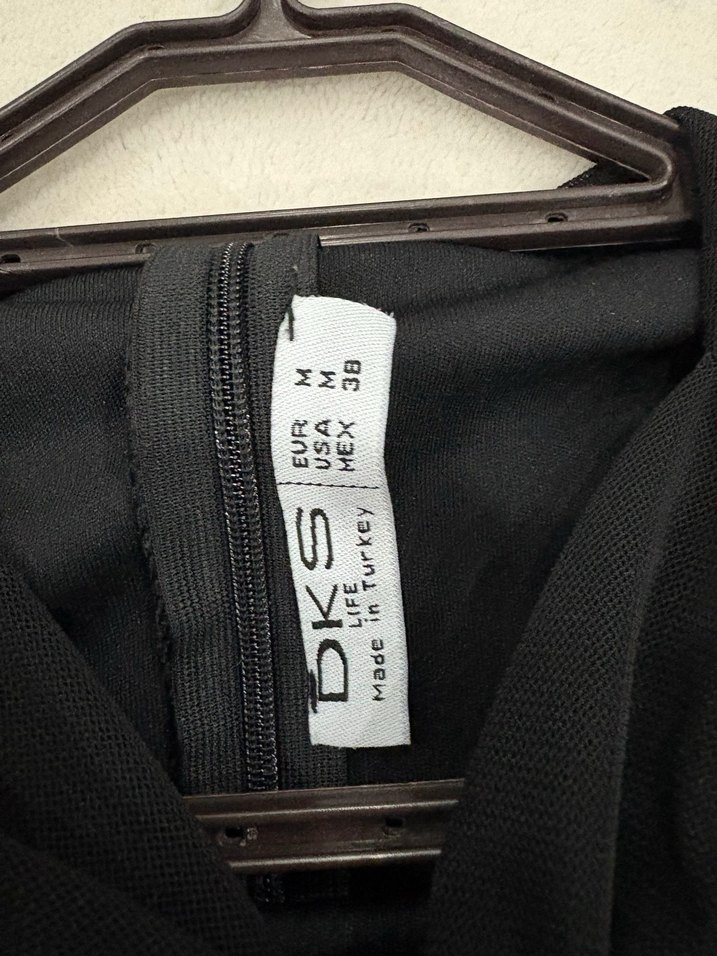 EUR M
USA M
MEX 38
DKS
LIFE
Made in Turkey